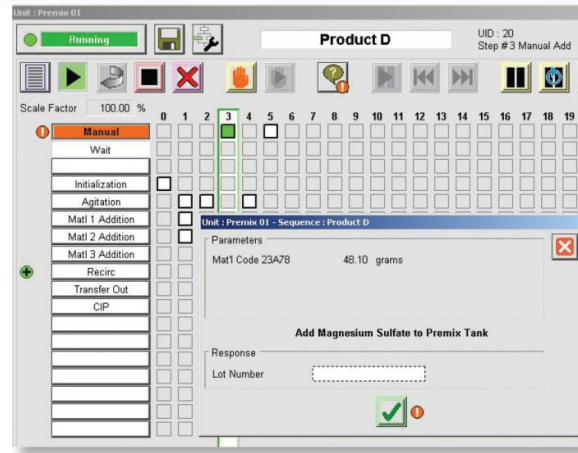 Unit : Premix 01
Running
Product D
UID : 20
Step # 3 Manual Add
Scale Factor 100.00 %
0 1 2 3 4 5 6 7 8 9 10 11 12 13 14 15 16 17 18 19
Manual
Wait
Initialization
Agitation
Matl 1 Addition
Matl 2 Addition
Matl 3 Addition
Recirc
Transfer Out
CIP
Unit : Premix 01 - Sequence : Product D
Parameters
Mat1 Code 23A78 48.10 grams
Add Magnesium Sulfate to Premix Tank
Response
Lot Number